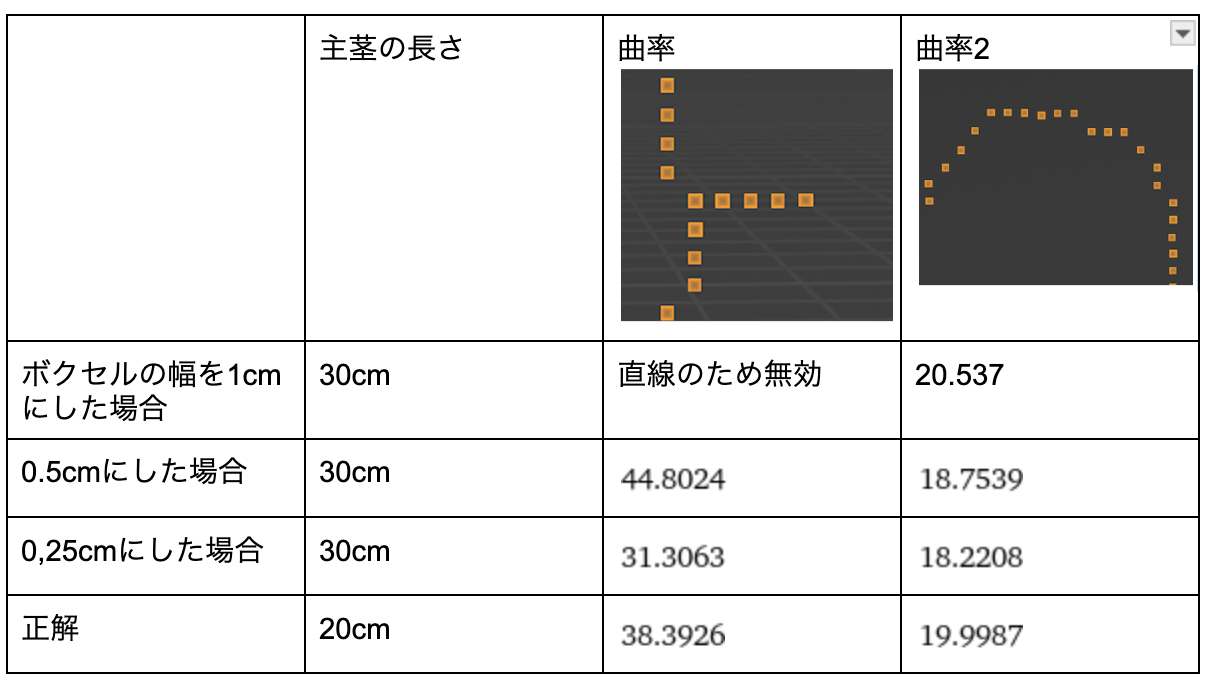 主茎の長さ
曲率
曲率2
ボクセルの幅を1cm
にした場合
30cm
直線のため無効
20.537
0.5cmにした場合
30cm
44.8024
18.7539
0,25cmにした場合
30cm
31.3063
18.2208
正解
20cm
38.3926
19.9987